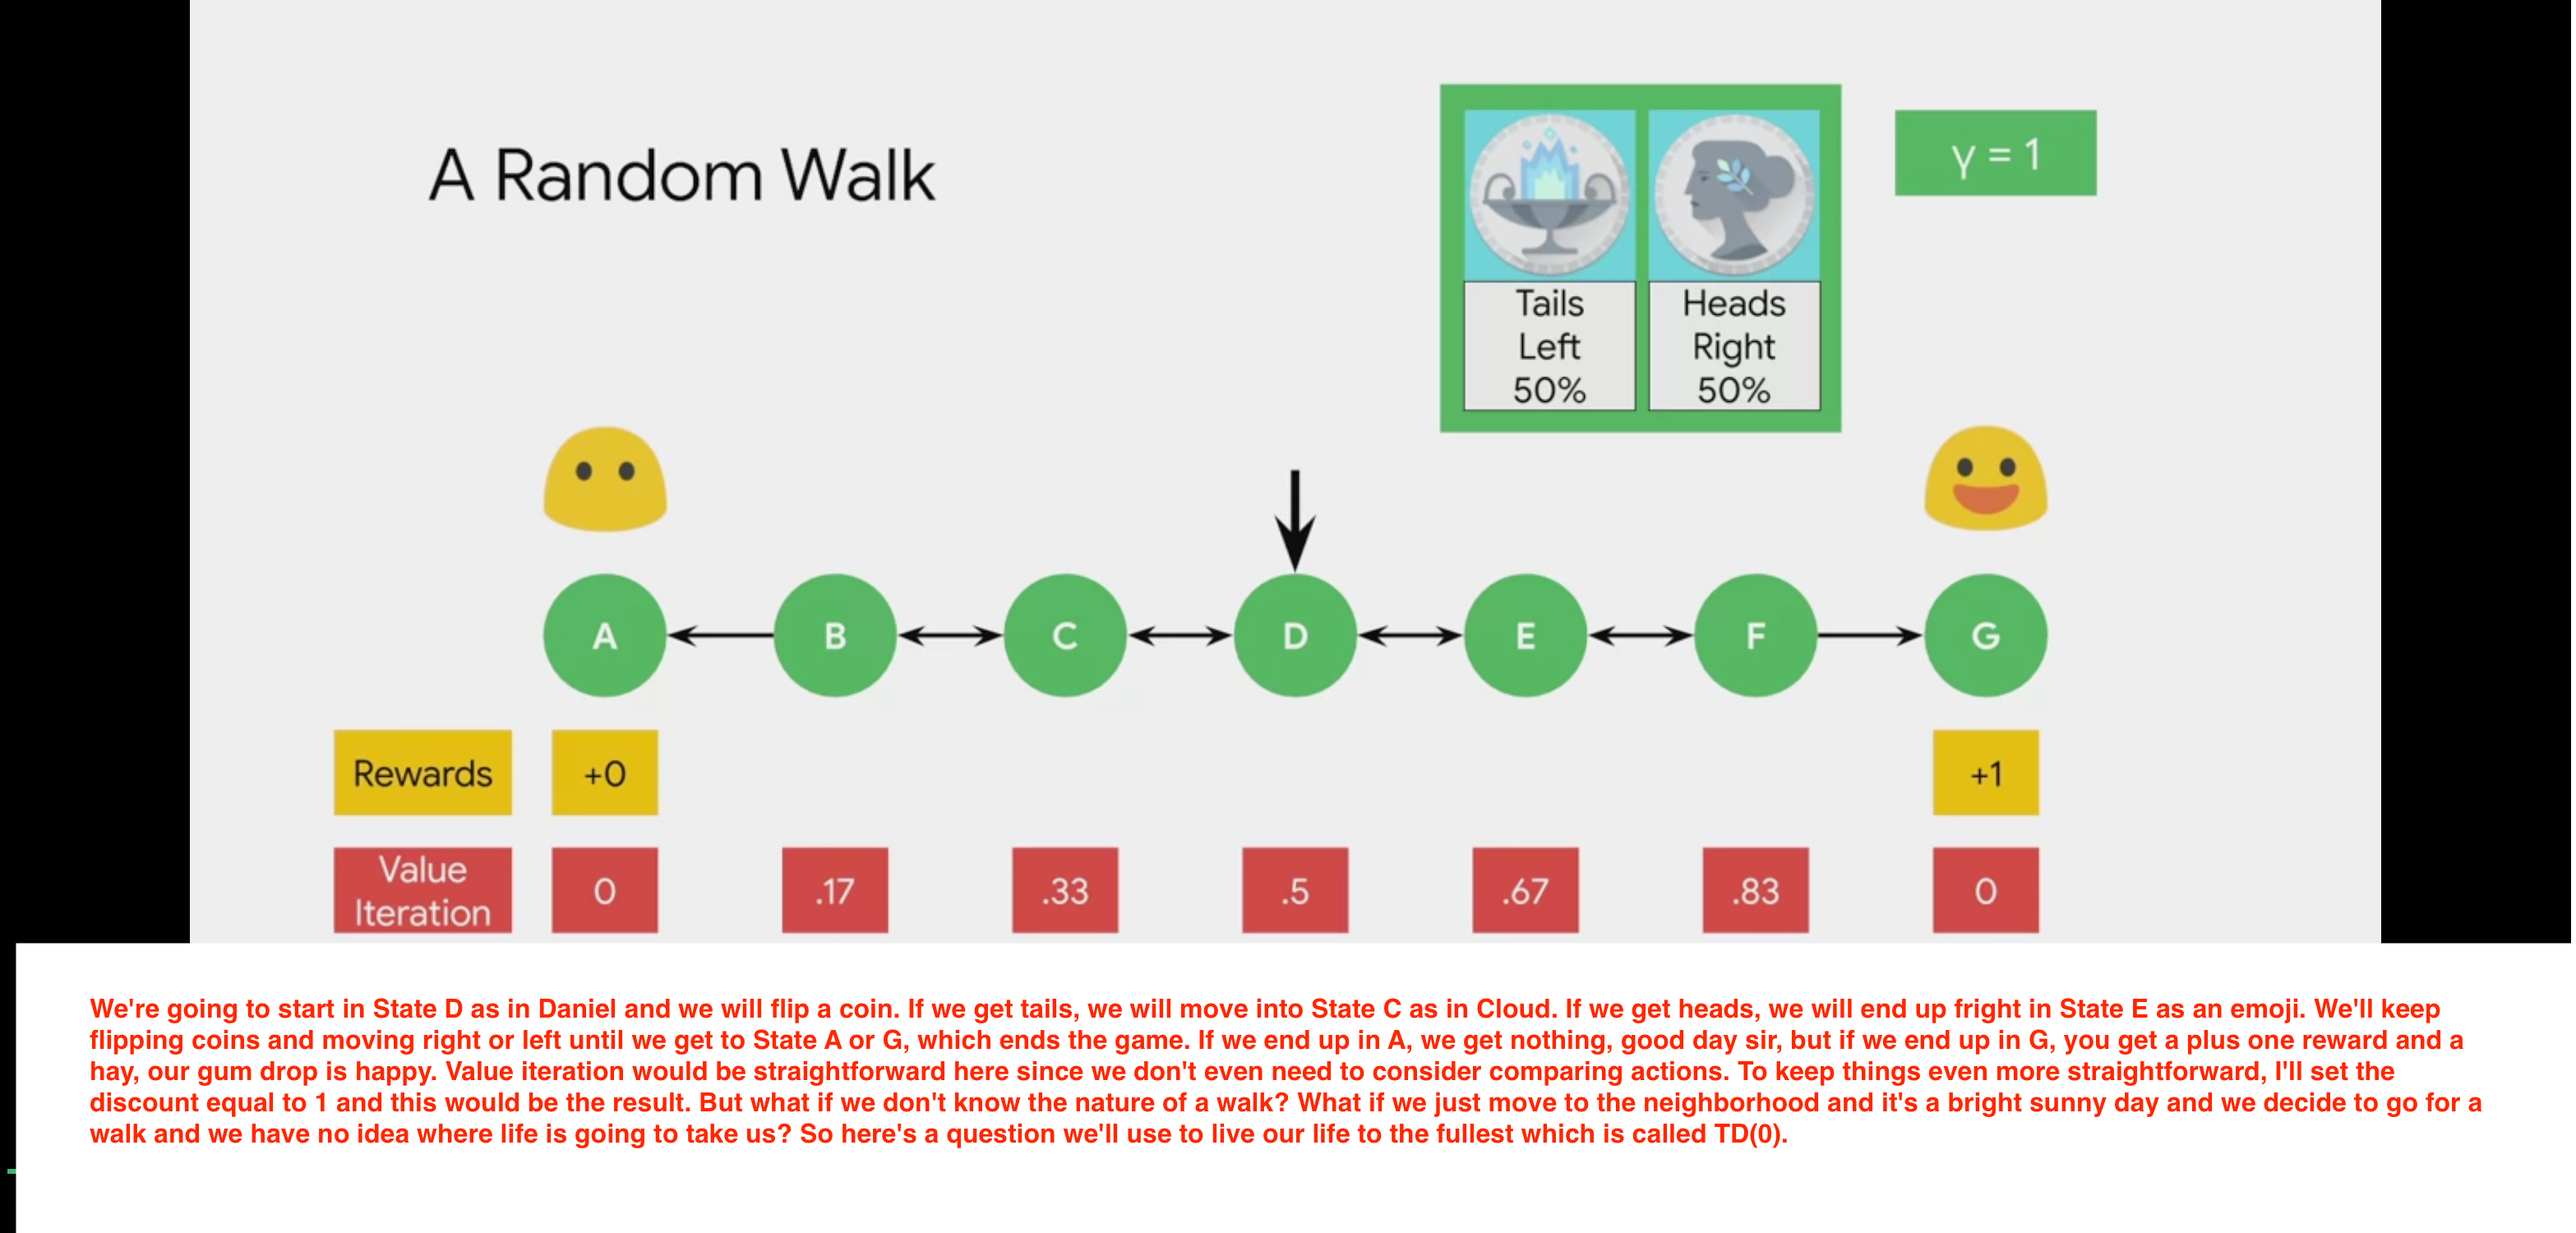 A Random Walk
Tails
Left
50%
Heads
Right
50%
γ = 1
A
B
C
D
E
F
G
Rewards
+0
+1
Value
Iteration
0
.17
.33
.5
.67
.83
0
We're going to start in State D as in Daniel and we will flip a coin. If we get tails, we will move into State C as in Cloud. If we get heads, we will end up fright in State E as an emoji. We'll keep
flipping coins and moving right or left until we get to State A or G, which ends the game. If we end up in A, we get nothing, good day sir, but if we end up in G, you get a plus one reward and a
hay, our gum drop is happy. Value iteration would be straightforward here since we don't even need to consider comparing actions. To keep things even more straightforward, I'll set the
discount equal to 1 and this would be the result. But what if we don't know the nature of a walk? What if we just move to the neighborhood and it's a bright sunny day and we decide to go for a
walk and we have no idea where life is going to take us? So here's a question we'll use to live our life to the fullest which is called TD(0).